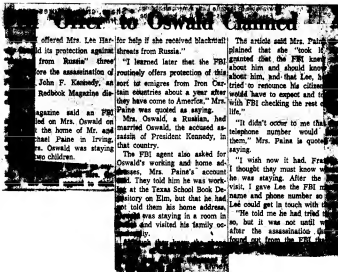 FBI Offer to Oswald Claimed
offered Mrs. Lee Har-
ld its protection against
from Russia" three
ore the assassination of
John F. Kennedy, as
Redbook Magazine dis-
agazine said an FBI
led on Mrs. Oswald on
t the home of Mr. and
hael Paine in Irving,
rs. Oswald was staying
two children.
for help if she received blackmail
threats from Russia."
"I learned later that the FBI
routinely offers protection of this
sort to emigres from Iron Cur-
tain countries about a year after
they have come to America," Mrs.
Paine was quoted as saying.
Mrs. Oswald, a Russian, had
married Oswald, the accused as-
sassin of President Kennedy, in
that country.
The FBI agent also asked for
Oswald's working and home ad-
resses, Mrs. Paine's account
said. They told him he was work-
ing at the Texas School Book De-
pository on Elm, but that he had
not told them his home address.
was staying in a room in
and visited his family oc-
The article said Mrs. Paine
plained that she "took it
granted that the FBI knew
about him and should know
about him, and that Lee, h
tried to renounce his citizen
would have to expect and to
with FBI checking the rest o
life."
"It didn't occur to me that
telephone number would
them," Mrs. Paine is quoted
saying.
"I wish now it had. Fran
I thought they must know w
he was staying. After the
visit, I gave Lee the FBI m
name and phone number so
Lee could get in touch with t
"He told me he had tried t
so, but it was not until w
after the assassination
found out from the FBI